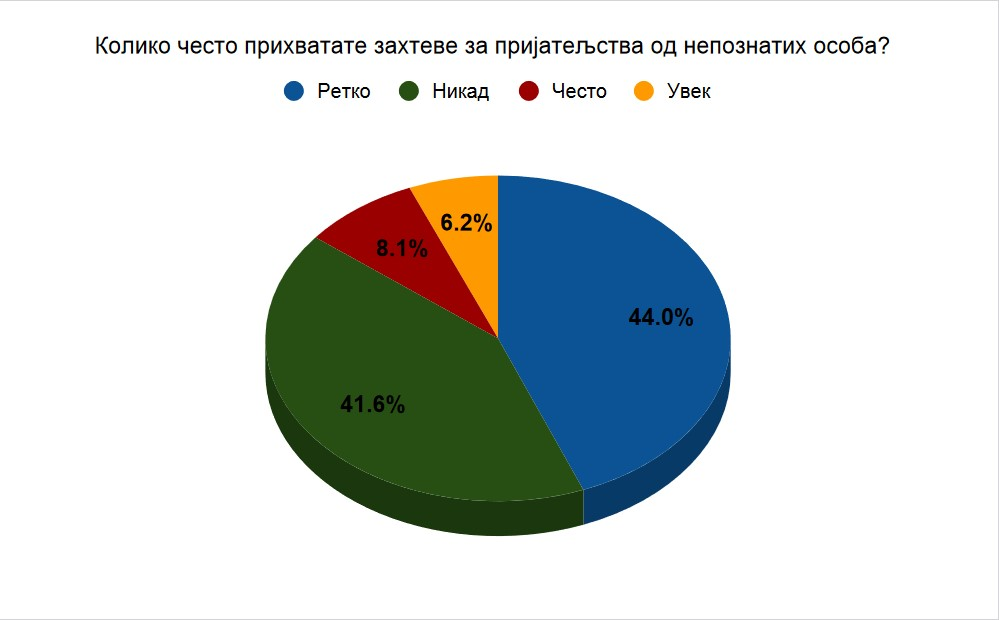 Колико често прихватате захтеве за пријатељства од непознатих особа?
Ретко Никад Често Увек
6.2%
8.1%
44.0%
41.6%